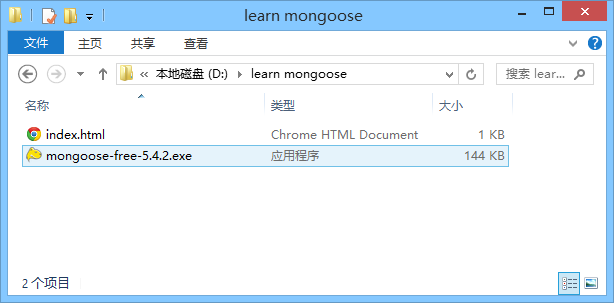 learn mongoose
文件 主页 共享 查看
« 本地磁盘 (D:) learn mongoose 搜索 lear...
名称 类型 大小
index.html Chrome HTML Document 1 KB
mongoose-free-5.4.2.exe 应用程序 144 KB
2 个项目